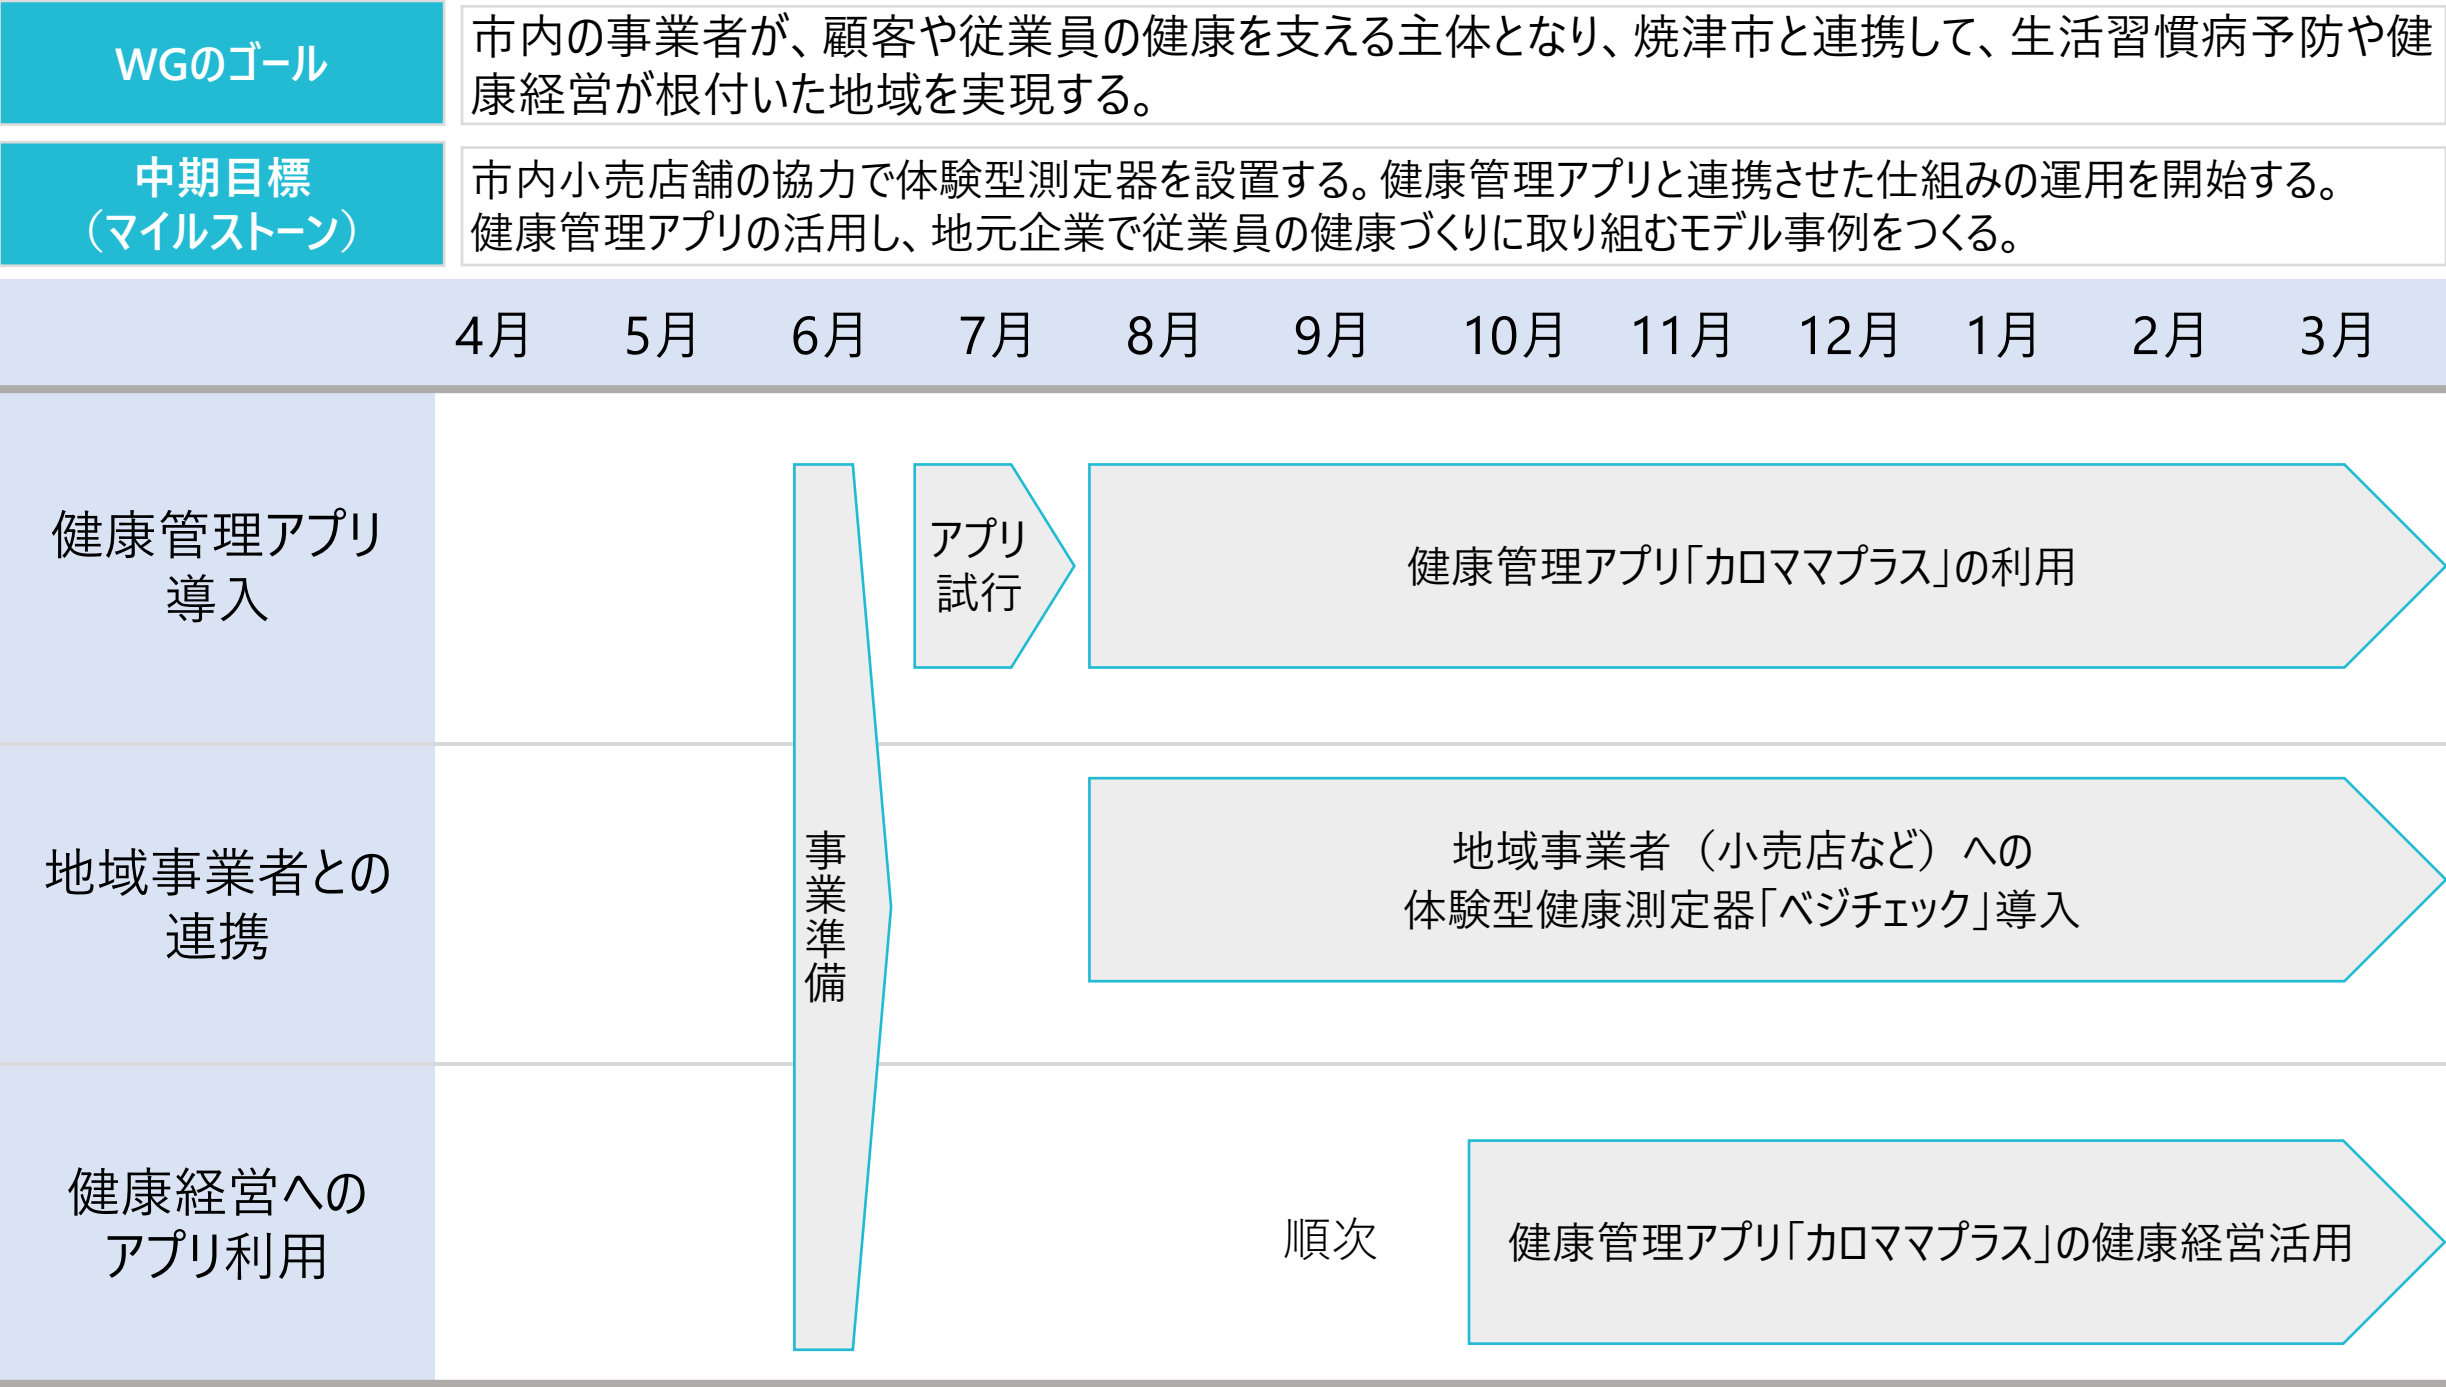 WGのゴール
市内の事業者が、顧客や従業員の健康を支える主体となり、焼津市と連携して、生活習慣病予防や健
康経営が根付いた地域を実現する。
中期目標
（マイルストーン）
市内小売店舗の協力で体験型測定器を設置する。健康管理アプリと連携させた仕組みの運用を開始する。
健康管理アプリの活用し、地元企業で従業員の健康づくりに取り組むモデル事例をつくる。
4月 5月 6月 7月 8月 9月 10月 11月 12月 1月 2月 3月
健康管理アプリ
導入
アプリ
試行
健康管理アプリ「カロママプラス」の利用
事業準備
地域事業者との
連携
地域事業者（小売店など）への
体験型健康測定器「ベジチェック」導入
健康経営への
アプリ利用
順次
健康管理アプリ「カロママプラス」の健康経営活用